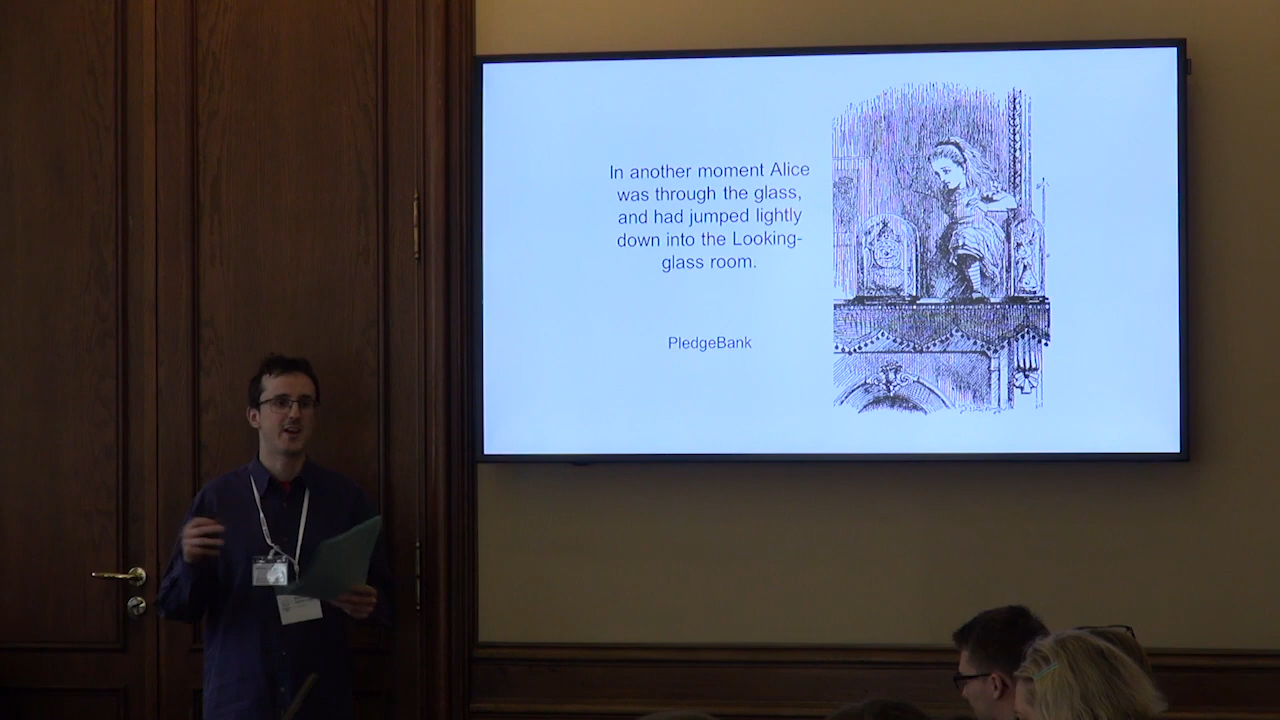 In another moment Alice
was through the glass,
and had jumped lightly
down into the Looking-
glass room.
PledgeBank